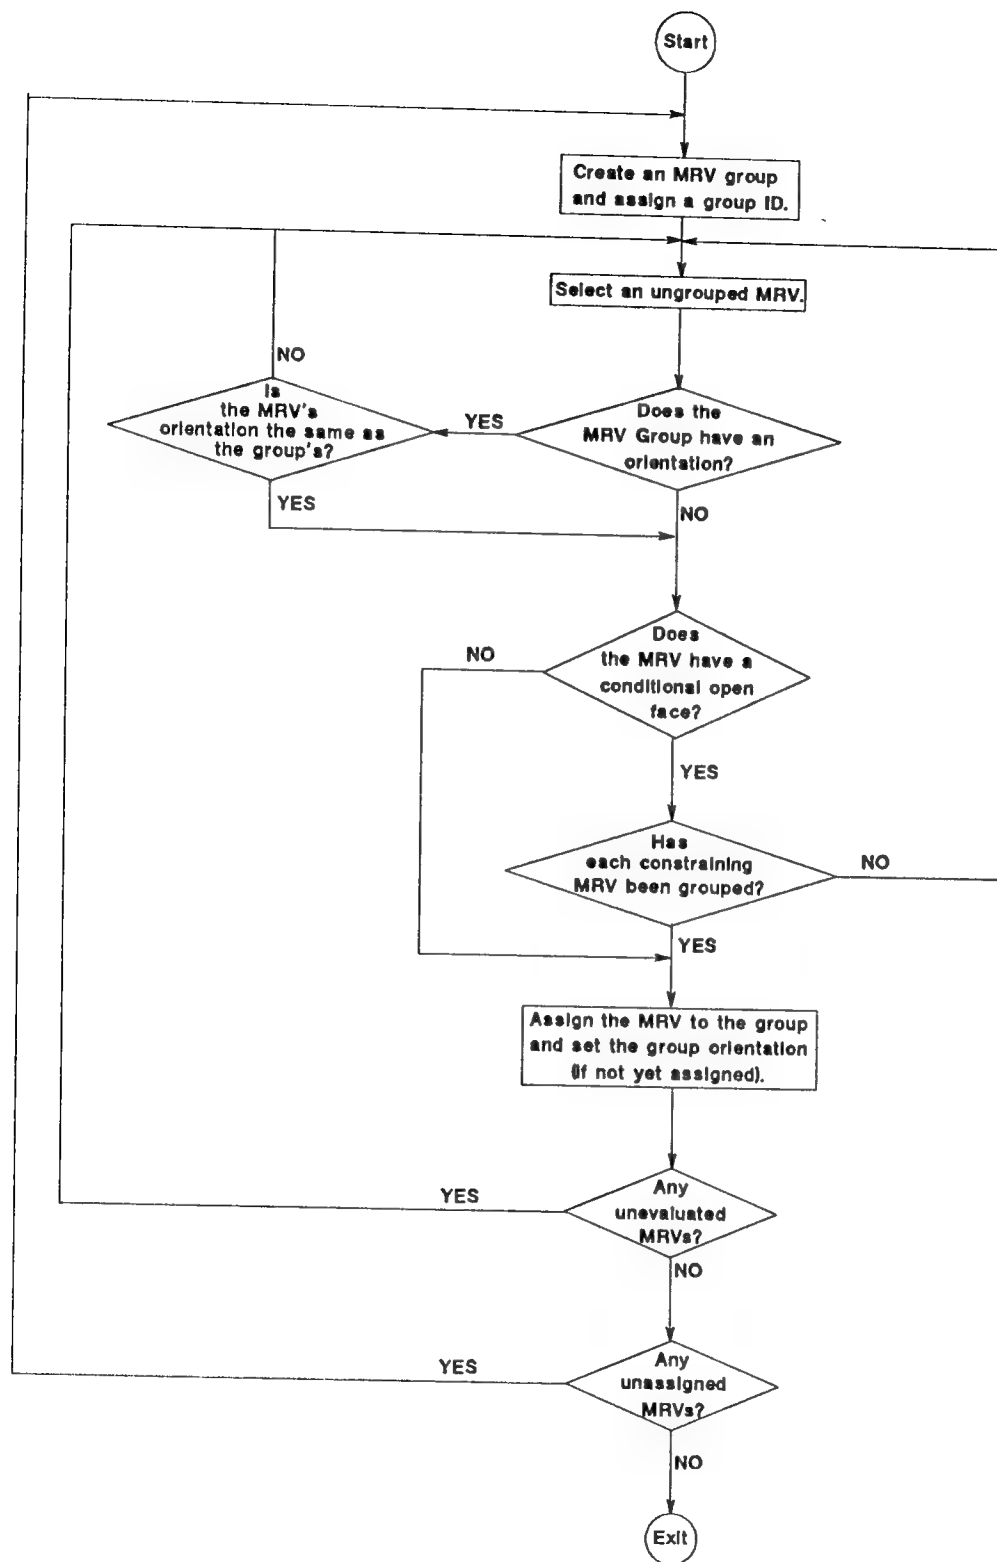 Start
Create an MRV group
and assign a group ID.
Select an ungrouped MRV.
NO
Is
the MRV's
orientation the same as
the group's?
YES
Does the
MRV Group have an
orientation?
YES
NO
Does
the MRV have a
conditional open
face?
NO
YES
Has
each constraining
MRV been grouped?
NO
YES
Assign the MRV to the group
and set the group orientation
(if not yet assigned).
Any
unevaluated
MRVs?
YES
NO
Any
unassigned
MRVs?
YES
NO
Exit